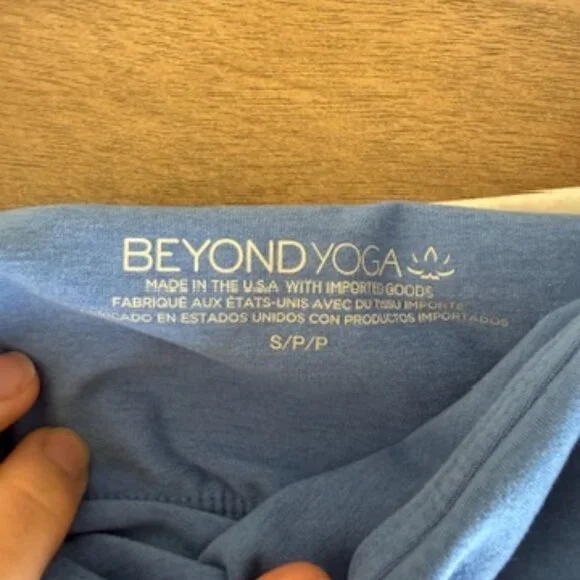 BEYOND YOGA
MADE IN THE U.S.A. WITH IMPORTED GOODS
FABRIQUÉ AUX ÉTATS-UNIS AVEC DU TISSU IMPORTÉ
EN ESTADOS UNIDOS CON PRODUCTOS IMPORTADOS
S/P/P